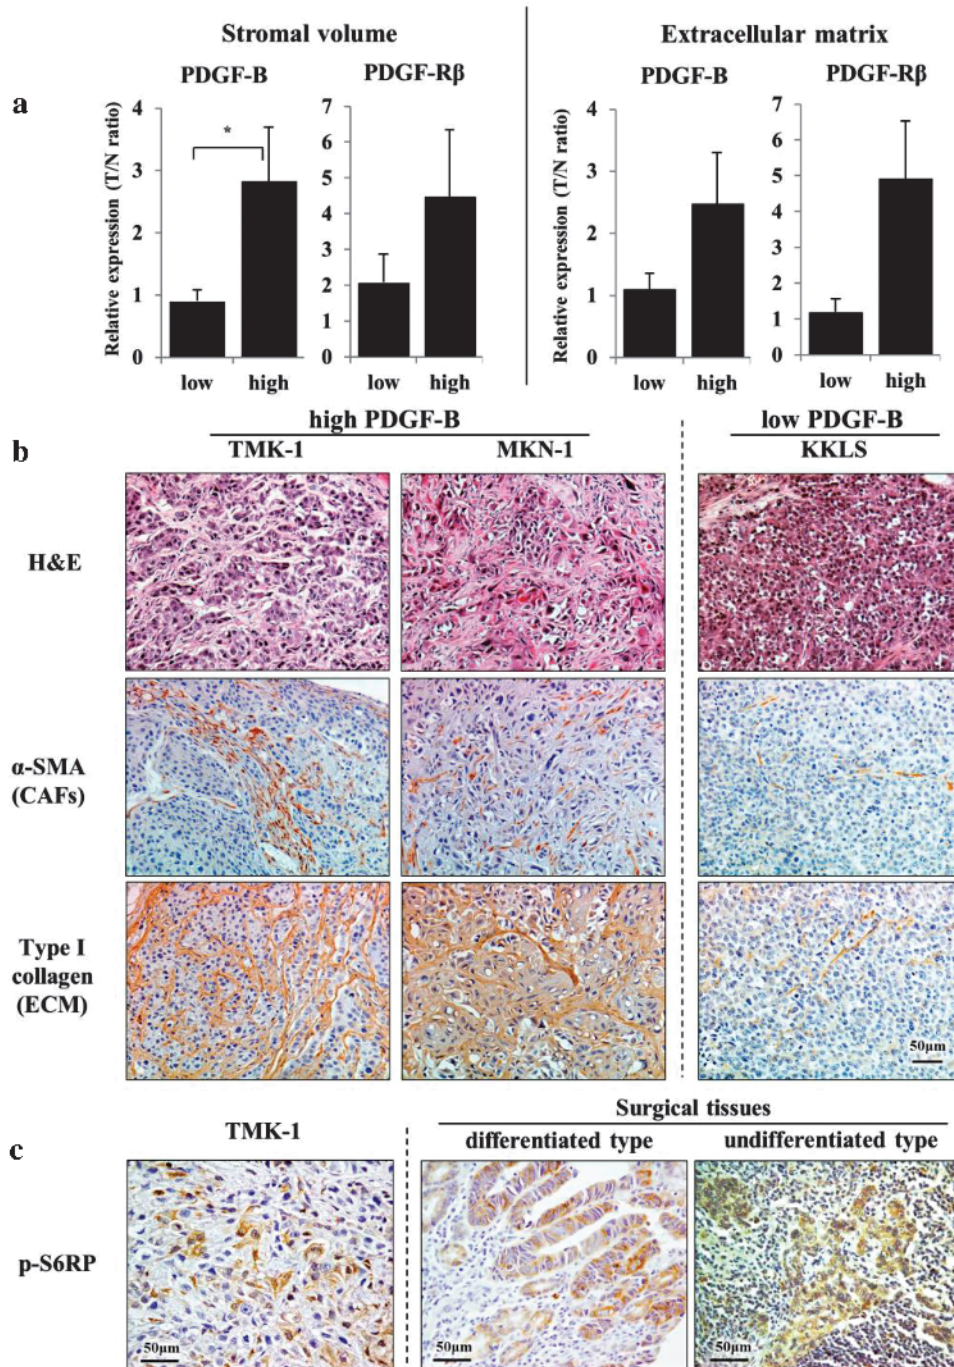 Stromal volume
Extracellular matrix
a
PDGF-B
PDGF-Rβ
PDGF-B
PDGF-Rβ
Relative expression (T/N ratio)
4
3
2
1
0
*
low
high
7
6
5
4
3
2
1
0
low
high
Relative expression (T/N ratio)
4
3
2
1
0
low
high
7
6
5
4
3
2
1
0
low
high
b
high PDGF-B
low PDGF-B
TMK-1
MKN-1
KKLS
H&E
α-SMA
(CAFs)
Type I
collagen
(ECM)
50μm
c
TMK-1
Surgical tissues
differentiated type
undifferentiated type
p-S6RP
50μm
50μm
50μm